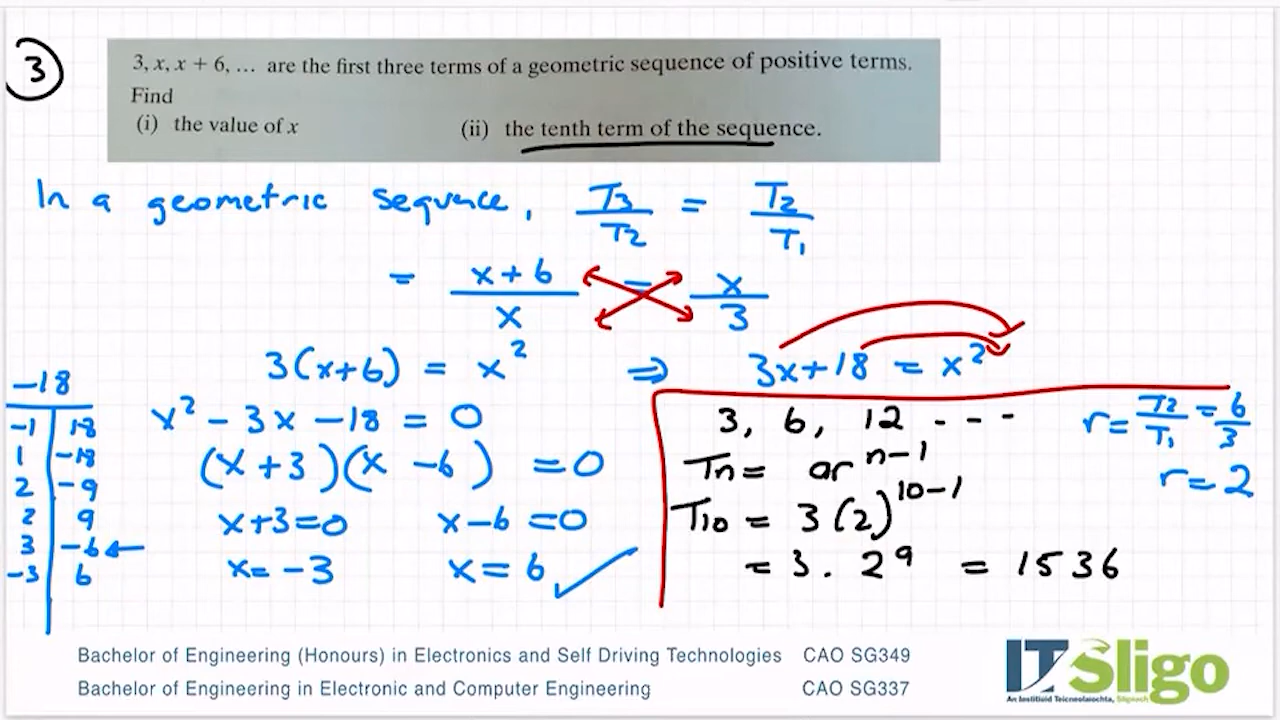 3
3, x, x + 6, … are the first three terms of a geometric sequence of positive terms.
Find
(i) the value of x (ii) the tenth term of the sequence.
In a geometric sequence, T3/T2 = T2/T1
= x+6/x = x/3
3(x+6) = x² ⇒ 3x+18 = x²
-18
-1 18
1 -18
2 -9
2 9
3 -6 ←
-3 6
x² - 3x - 18 = 0
(x + 3)(x - 6) = 0
x+3=0 x-6=0
x= -3 x= 6 ✓
3, 6, 12 - - - r= T2/T1 = 6/3
Tn= ar^n-1 r= 2
T10 = 3(2)^10-1
= 3 . 2⁹ = 1536
Bachelor of Engineering (Honours) in Electronics and Self Driving Technologies CAO SG349
Bachelor of Engineering in Electronic and Computer Engineering CAO SG337
IT Sligo
An Institiúid Teicneolaíochta, Sligeach